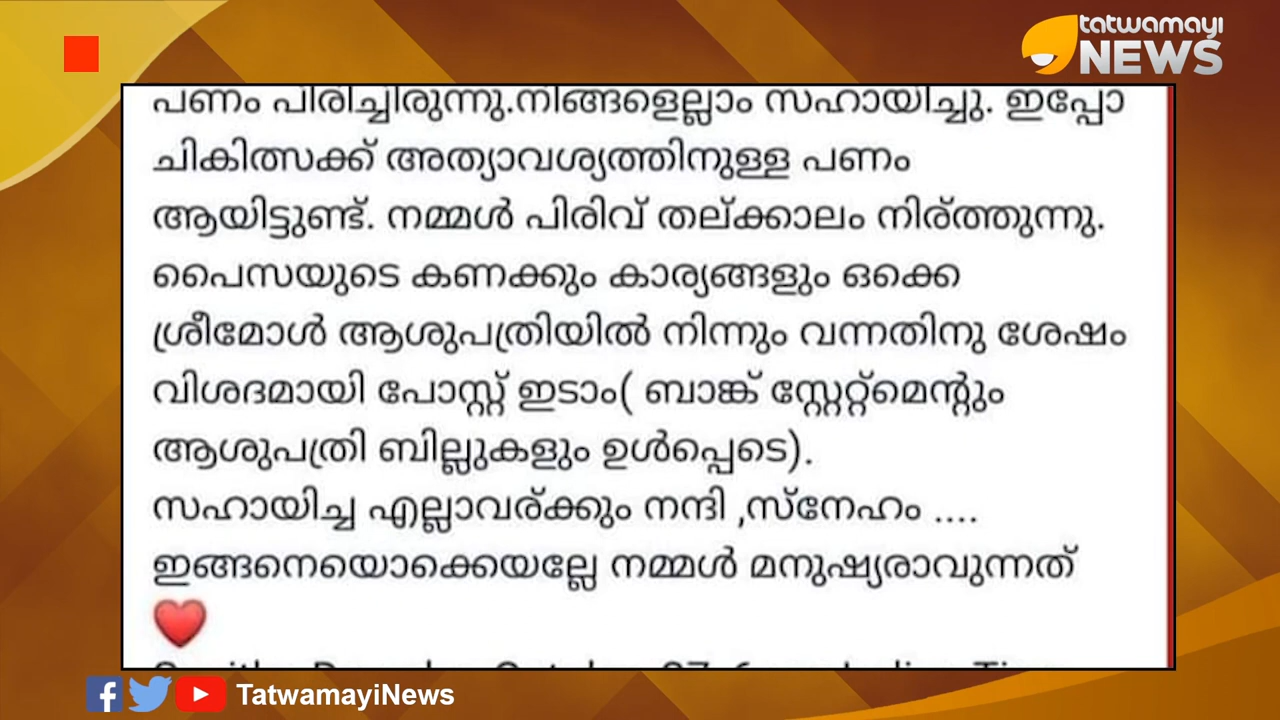 tatwamayi
NEWS
പണം പിരിച്ചിരുന്നു.നിങ്ങളെല്ലാം സഹായിച്ചു. ഇപ്പോ
ചികിത്സക്ക് അത്യാവശ്യത്തിനുള്ള പണം
ആയിട്ടുണ്ട്. നമ്മൾ പിരിവ് തല്ക്കാലം നിര്ത്തുന്നു.
പൈസയുടെ കണക്കും കാര്യങ്ങളും ഒക്കെ
ശ്രീമോൾ ആശുപത്രിയിൽ നിന്നും വന്നതിനു ശേഷം
വിശദമായി പോസ്റ്റ് ഇടാം( ബാങ്ക് സ്റ്റേറ്റ്മെന്റും
ആശുപത്രി ബില്ലുകളും ഉൾപ്പെടെ).
സഹായിച്ച എല്ലാവര്ക്കും നന്ദി ,സ്നേഹം ....
ഇങ്ങനെയൊക്കെയല്ലേ നമ്മൾ മനുഷ്യരാവുന്നത്
❤️
TatwamayiNews